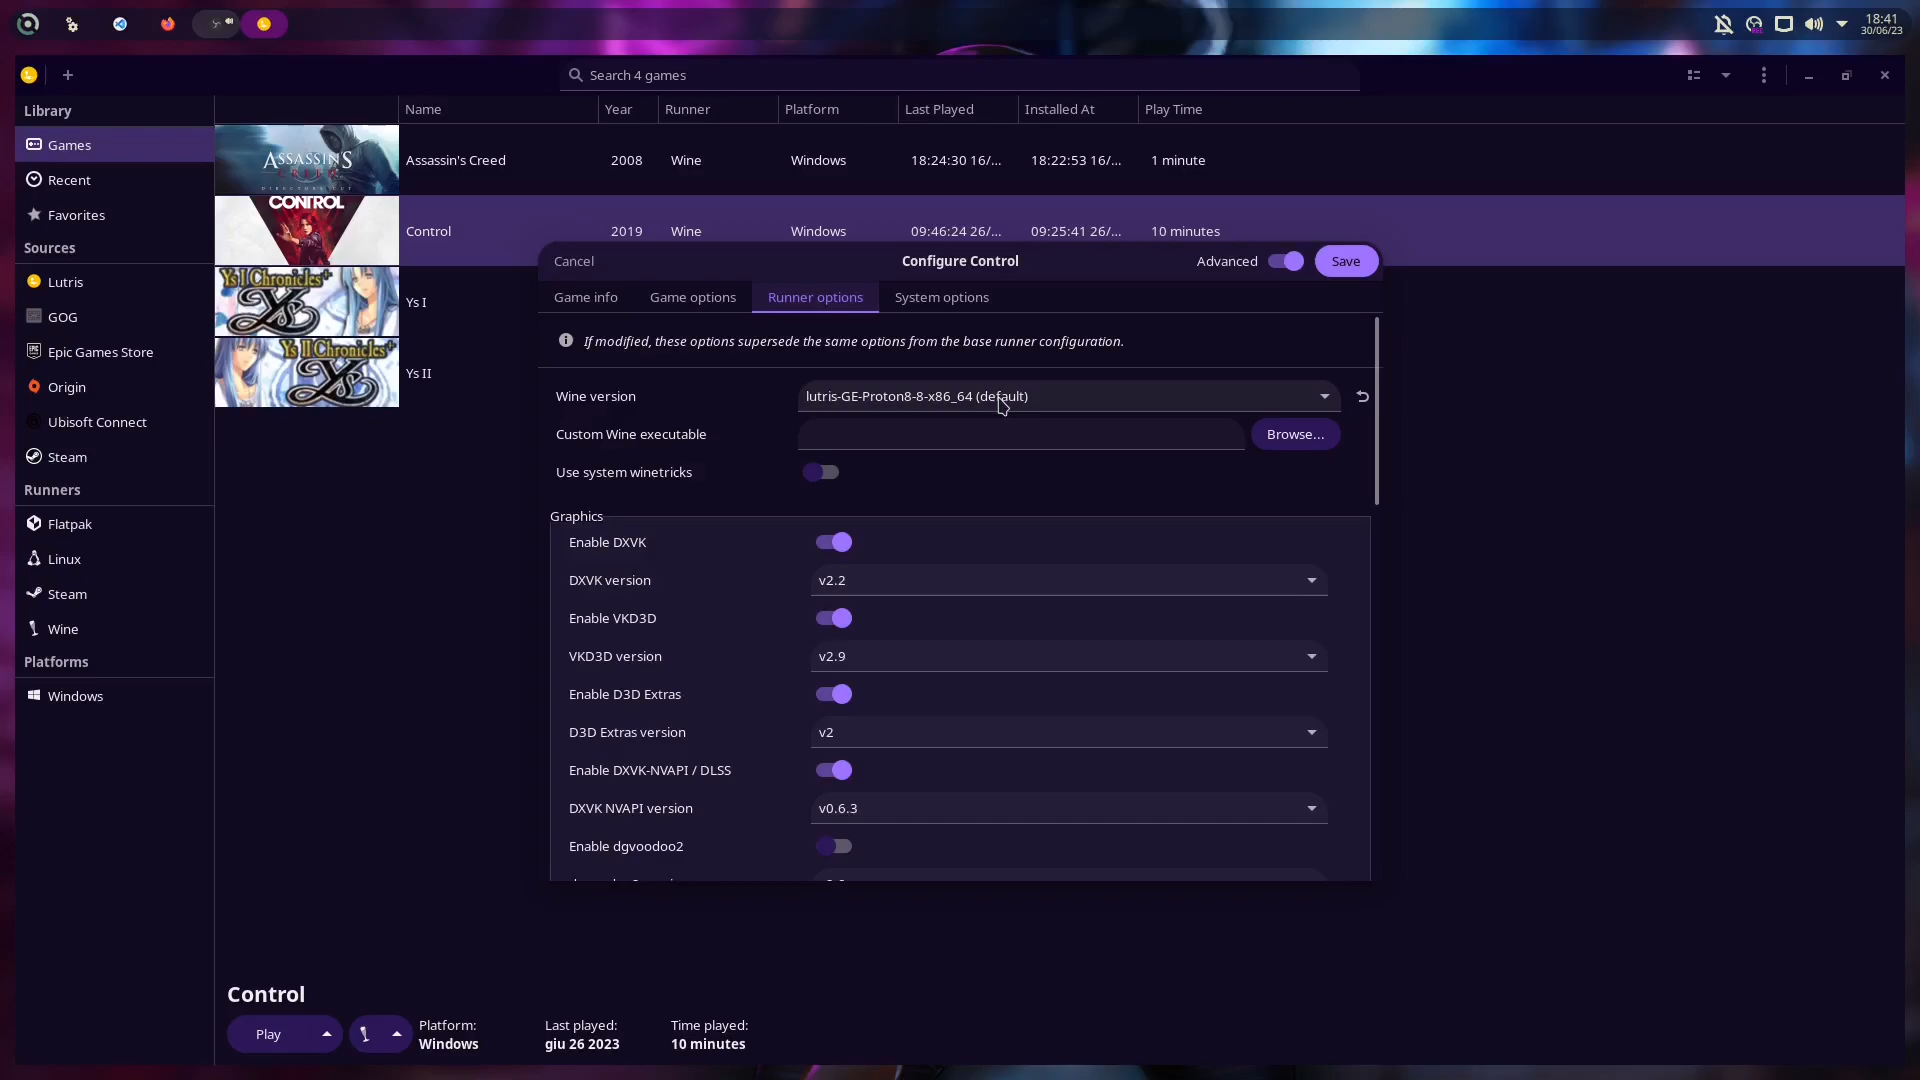 18:41
30/06/23
Search 4 games
Library
Games
Recent
Favorites
Sources
Lutris
GOG
Epic Games Store
Origin
Ubisoft Connect
Steam
Runners
Flatpak
Linux
Steam
Wine
Platforms
Windows
Name Year Runner Platform Last Played Installed At Play Time
ASSASSIN'S
CREED
DIRECTOR'S CUT
Assassin's Creed 2008 Wine Windows 18:24:30 16/... 18:22:53 16/... 1 minute
CONTROL
Control 2019 Wine Windows 09:46:24 26/... 09:25:41 26/... 10 minutes
Ys I Chronicles+
Ys
Ys I
Ys II Chronicles+
Ys
Ys II
Cancel Configure Control Advanced Save
Game info Game options Runner options System options
If modified, these options supersede the same options from the base runner configuration.
Wine version lutris-GE-Proton8-8-x86_64 (default)
Custom Wine executable Browse...
Use system winetricks
Graphics
Enable DXVK
DXVK version v2.2
Enable VKD3D
VKD3D version v2.9
Enable D3D Extras
D3D Extras version v2
Enable DXVK-NVAPI / DLSS
DXVK NVAPI version v0.6.3
Enable dgvoodoo2
Control
Play
Platform: Last played: Time played:
Windows giu 26 2023 10 minutes